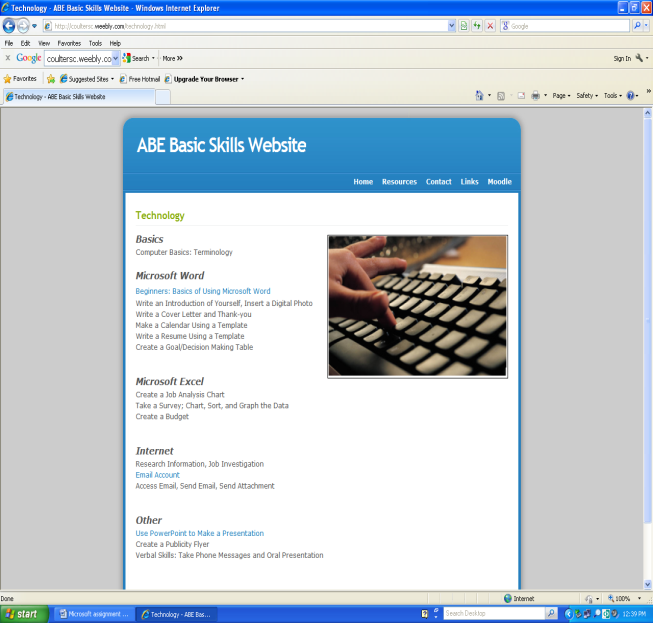 Technology - ABE Basic Skills Website - Windows Internet Explorer
http://coultersc.weebly.com/technology.html
Google
File Edit View Favorites Tools Help
x Google coultersc.weebly.co Search More >> Sign In
Favorites Suggested Sites Free Hotmail Upgrade Your Browser
Technology - ABE Basic Skills Website
Page Safety Tools
ABE Basic Skills Website
Home Resources Contact Links Moodle
Technology
Basics
Computer Basics: Terminology
Microsoft Word
Beginners: Basics of Using Microsoft Word
Write an Introduction of Yourself, Insert a Digital Photo
Write a Cover Letter and Thank-you
Make a Calendar Using a Template
Write a Resume Using a Template
Create a Goal/Decision Making Table
Microsoft Excel
Create a Job Analysis Chart
Take a Survey; Chart, Sort, and Graph the Data
Create a Budget
Internet
Research Information, Job Investigation
Email Account
Access Email, Send Email, Send Attachment
Other
Use PowerPoint to Make a Presentation
Create a Publicity Flyer
Verbal Skills: Take Phone Messages and Oral Presentation
Done Internet 100%
start Microsoft assignment ... Technology - ABE Bas... Search Desktop 12:39 PM